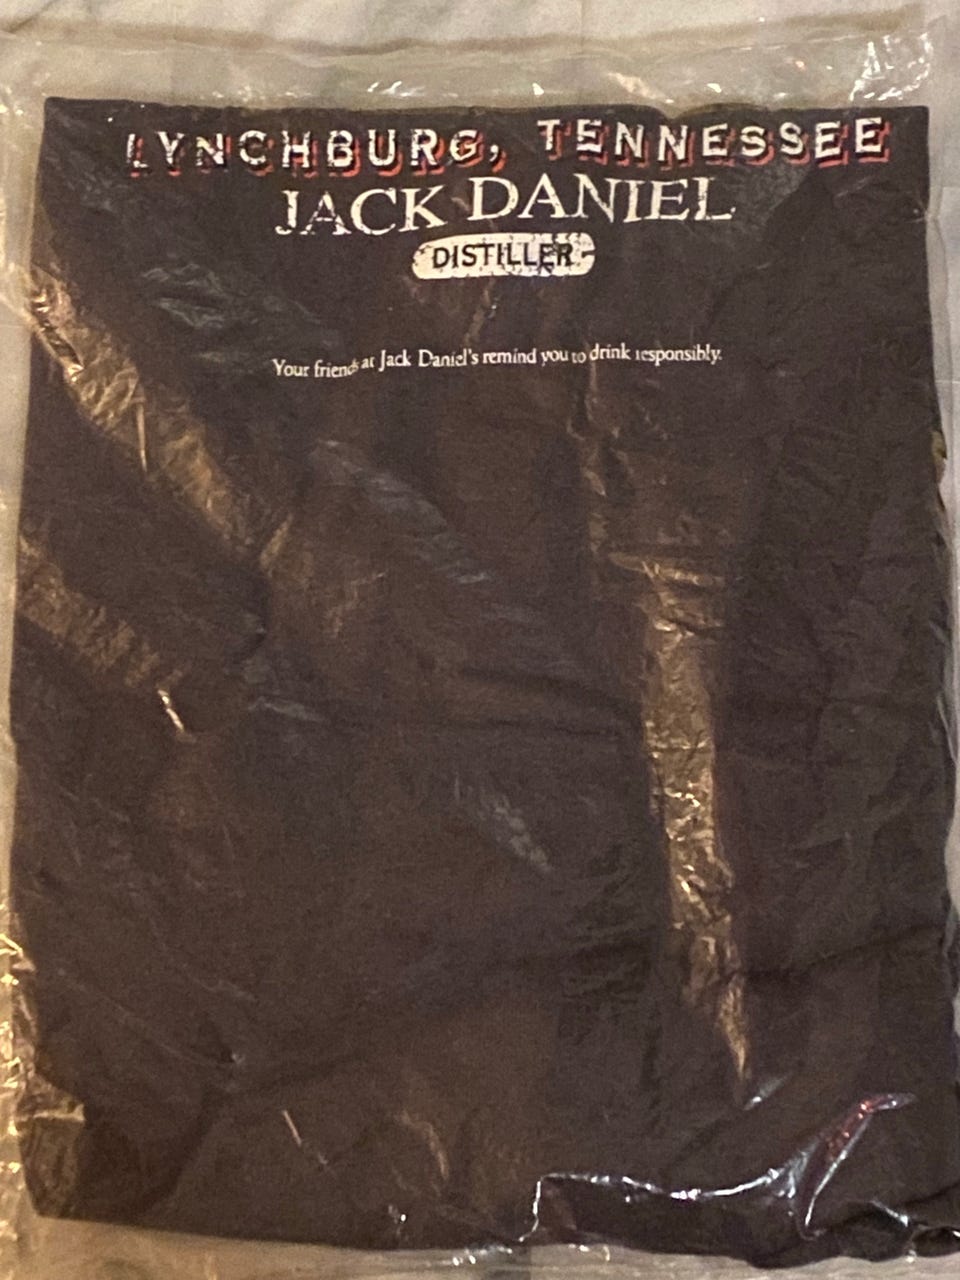 LYNCHBURG, TENNESSEE
JACK DANIEL
DISTILLER
Your friends at Jack Daniel's remind you to drink responsibly.